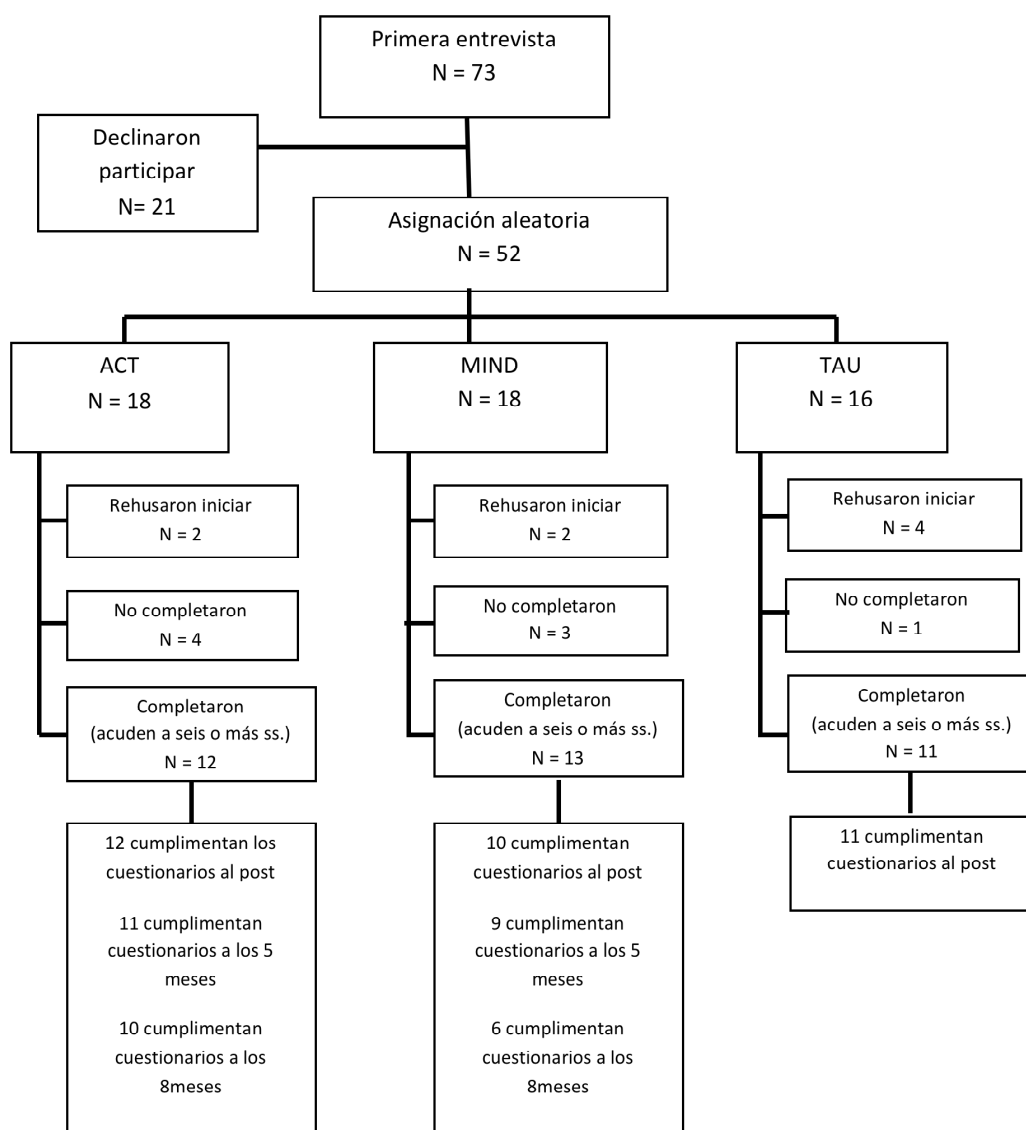 Primera entrevista
N = 73
Declinaron
participar
N= 21
Asignación aleatoria
N = 52
ACT
N = 18
MIND
N = 18
TAU
N = 16
Rehusaron iniciar
N = 2
No completaron
N = 4
Completaron
(acuden a seis o más ss.)
N = 12
12 cumplimentan los
cuestionarios al post
11 cumplimentan
cuestionarios a los 5
meses
10 cumplimentan
cuestionarios a los
8meses
Rehusaron iniciar
N = 2
No completaron
N = 3
Completaron
(acuden a seis o más ss.)
N = 13
10 cumplimentan
cuestionarios al post
9 cumplimentan
cuestionarios a los 5
meses
6 cumplimentan
cuestionarios a los
8meses
Rehusaron iniciar
N = 4
No completaron
N = 1
Completaron
(acuden a seis o más ss.)
N = 11
11 cumplimentan
cuestionarios al post